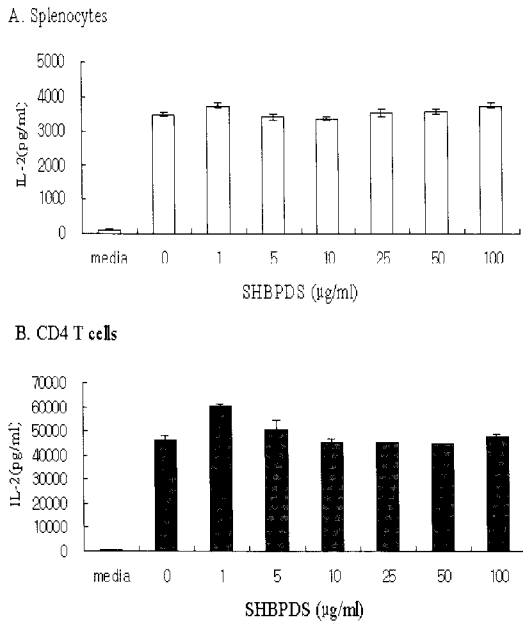 A. Splenocytes
IL-2(pg/ml)
5000
4000
3000
2000
1000
0
media 0 1 5 10 25 50 100
SHBPDS (μg/ml)
B. CD4 T cells
IL-2(pg/ml)
70000
60000
50000
40000
30000
20000
10000
0
media 0 1 5 10 25 50 100
SHBPDS (μg/ml)